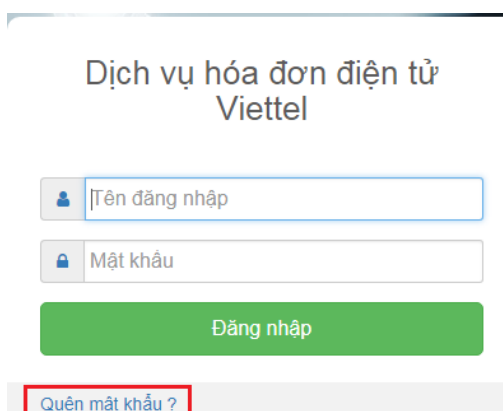 Dịch vụ hóa đơn điện tử
Viettel
Tên đăng nhập
Mật khẩu
Đăng nhập
Quên mật khẩu ?